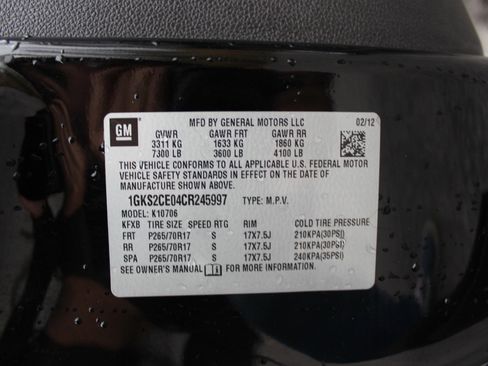 GM
MFD BY GENERAL MOTORS LLC 02/12
GVWR GAWR FRT GAWR RR
3311 KG 1633 KG 1860 KG
7300 LB 3600 LB 4100 LB
THIS VEHICLE CONFORMS TO ALL APPLICABLE U.S. FEDERAL MOTOR
VEHICLE SAFETY STANDARDS IN EFFECT ON THE DATE OF
MANUFACTURE SHOWN ABOVE.
1GKS2CE04CR245997 TYPE: M.P.V.
MODEL: K10706
KFXB TIRE SIZE SPEED RTG RIM COLD TIRE PRESSURE
FRT P265/70R17 S 17X7.5J 210KPA(30PSI)
RR P265/70R17 S 17X7.5J 210KPA(30PSI)
SPA P265/70R17 S 17X7.5J 240KPA(35PSI)
SEE OWNER'S MANUAL FOR MORE INFORMATION.